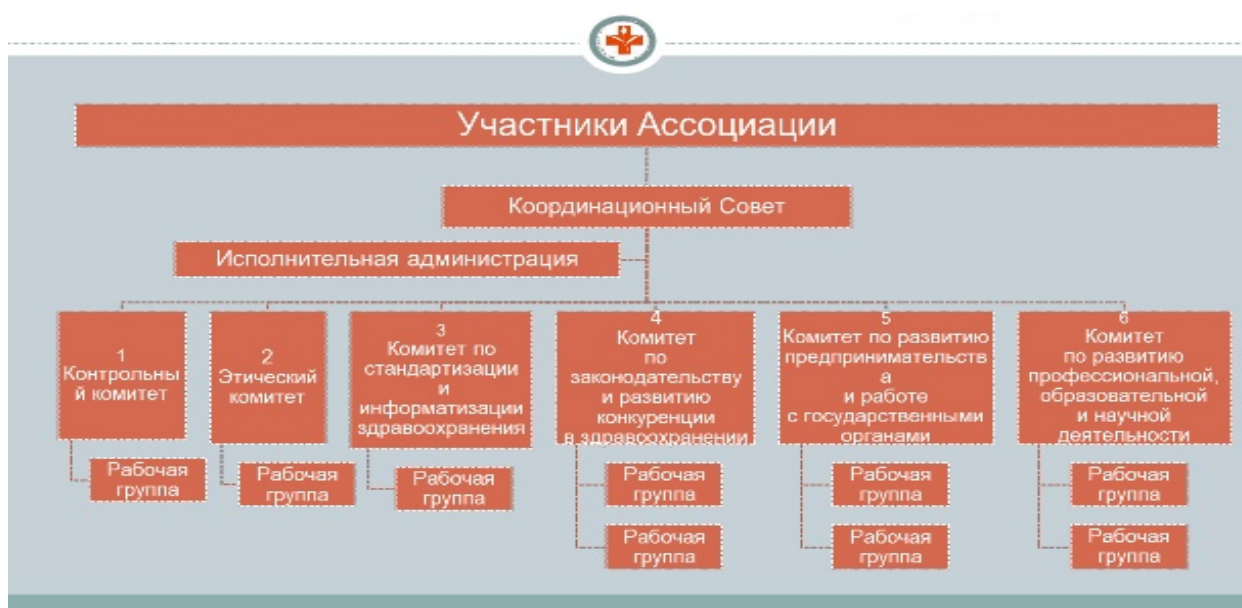 Участники Ассоциации
Координационный Совет
Исполнительная администрация
1
Контрольны
й комитет
2
Этический
комитет
3
Комитет по
стандартизации
и
информатизации
здравоохранения
4
Комитет
по
законодательству
и развитию
конкуренции
в здравоохранении
5
Комитет по развитию
предпринимательств
а
и работе
с государственными
органами
6
Комитет
по развитию
профессиональной,
образовательной
и научной
деятельности
Рабочая
группа
Рабочая
группа
Рабочая
группа
Рабочая
группа
Рабочая
группа
Рабочая
группа
Рабочая
группа
Рабочая
группа
Рабочая
группа